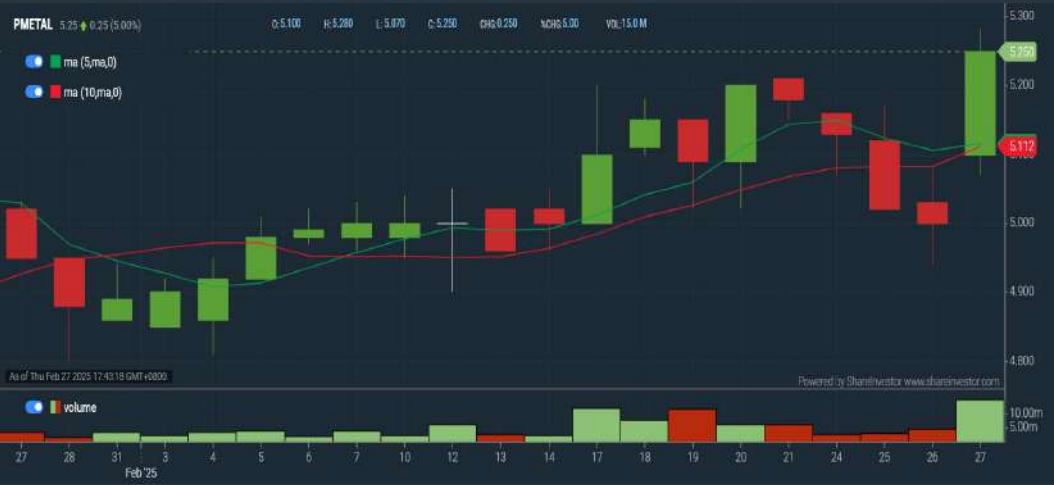 PMETAL 5.25 0.25 (5.00%) O: 5.100 H: 5.280 L: 5.070 C: 5.250 CHG:0.250 %CHG:5.00 VOL:15.0 M
ma (5,ma,0)
ma (10,ma,0)
5.300
5.250
5.200
5.112
5.100
5.000
4.900
4.800
As of Thu Feb 27 2025 17:43:18 GMT+0800
Powered by ShareInvestor www.shareinvestor.com
volume
10.00m
5.00m
27 28 31 3 4 5 6 7 10 12 13 14 17 18 19 20 21 24 25 26 27
Feb '25